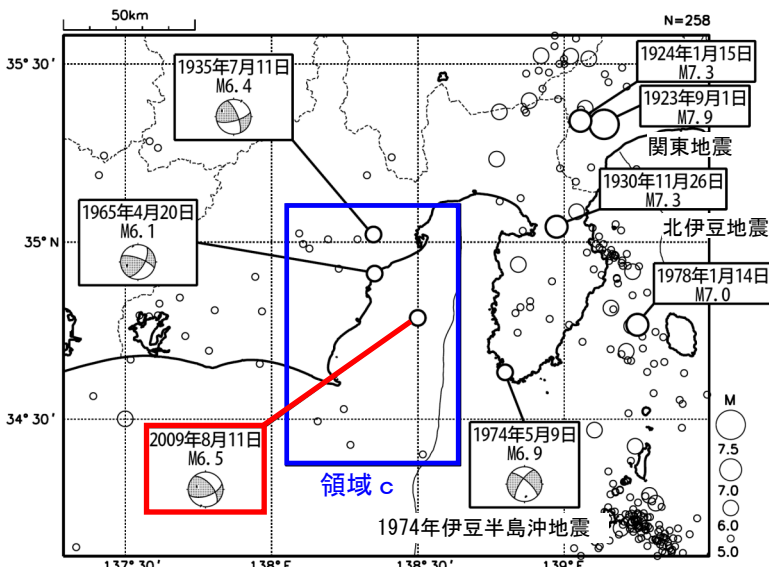 50km
N=258
35°30'
35°N
34°30'
137°30'
138°E
138°30'
139°E
1935年7月11日
M6.4
1924年1月15日
M7.3
1923年9月1日
M7.9
関東地震
1930年11月26日
M7.3
北伊豆地震
1965年4月20日
M6.1
1978年1月14日
M7.0
2009年8月11日
M6.5
領域c
1974年5月9日
M6.9
1974年伊豆半島沖地震
M
7.5
7.0
6.0
5.0